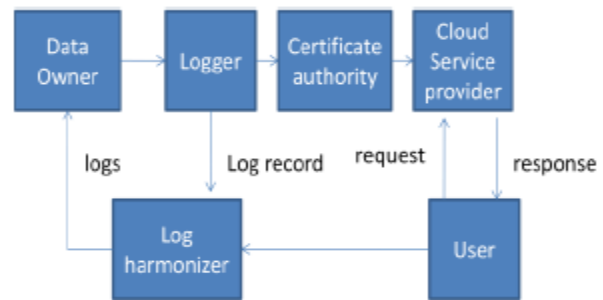 Data
Owner
Logger
Certificate
authority
Cloud
Service
provider
logs
Log record
request
response
Log
harmonizer
User